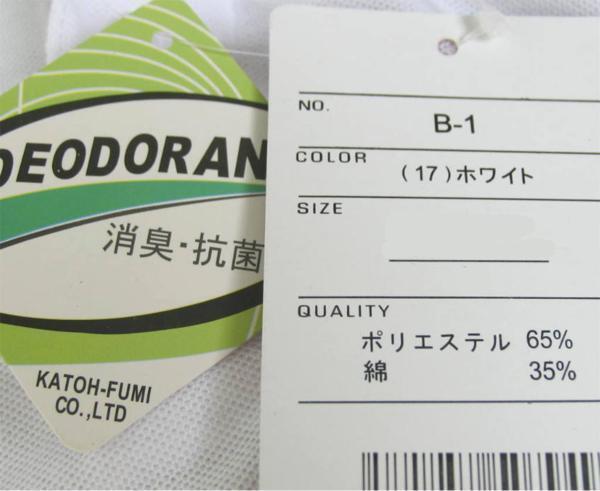 DEODORAN
消臭・抗菌
KATOH-FUMI
CO.,LTD
NO. B-1
COLOR (17)ホワイト
SIZE
QUALITY
ポリエステル 65%
綿 35%